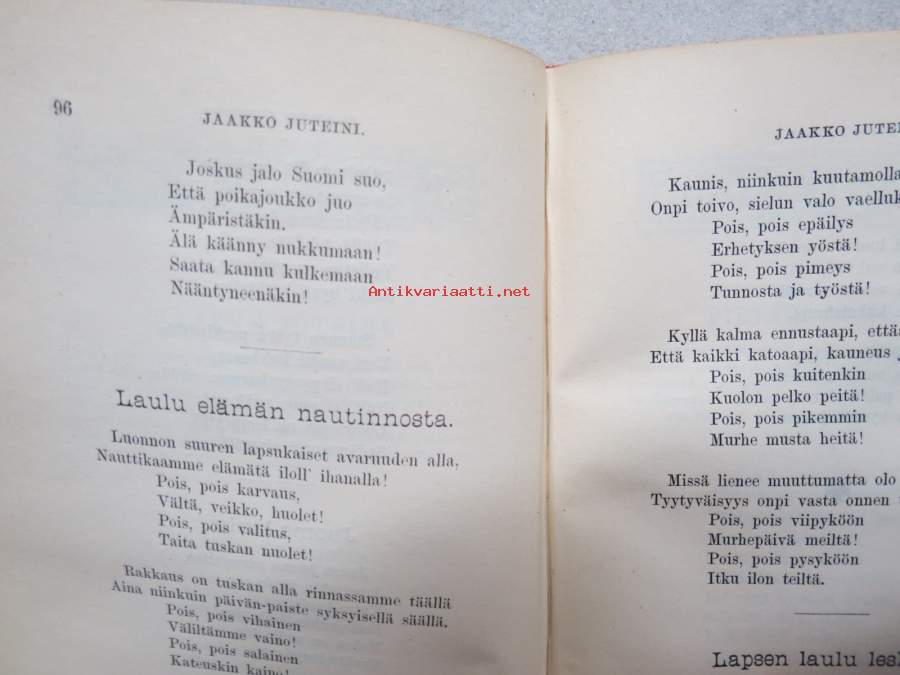 96
JAAKKO JUTEINI.
Joskus jalo Suomi suo,
Että poikajoukko juo
Ämpäristäkin.
Älä käänny nukkumaan!
Saata kannu kulkemaan
Nääntyneenäkin!
Laulu elämän nautinnosta.
Luonnon suuren lapsukaiset avaruuden alla,
Nauttikaamme elämätä iloll' ihanalla!
Pois, pois karvaus,
Vältä, veikko, huolet!
Pois, pois valitus,
Taita tuskan nuolet!
Rakkaus on tuskan alla rinnassamme täällä
Aina niinkuin päivän-paiste syksyisellä säällä.
Pois, pois vihainen
Väliltämme vaino!
Pois, pois salainen
Kateuskin kaino!
JAAKKO
Kaunis, niinkuin kuutamolla
Onpi toivo, sielun valo
Pois, pois epäilys
Erhetyksen yöstä!
Pois, pois pimeys
Tunnosta ja työstä!
Kyllä kalma ennustaapi, että
Että kaikki katoaapi, kauneus
Pois, pois kuitenkin
Kuolon pelko peitä!
Pois, pois pikemmin
Murhe musta heitä!
Missä lienee muuttumatta olo
Tyytyväisyys onpi vasta onnen
Pois, pois viipyköön
Murhepäivä meiltä!
Pois, pois pysyköön
Itku ilon teiltä.
Lapsen laulu
Antikvariaatti.net